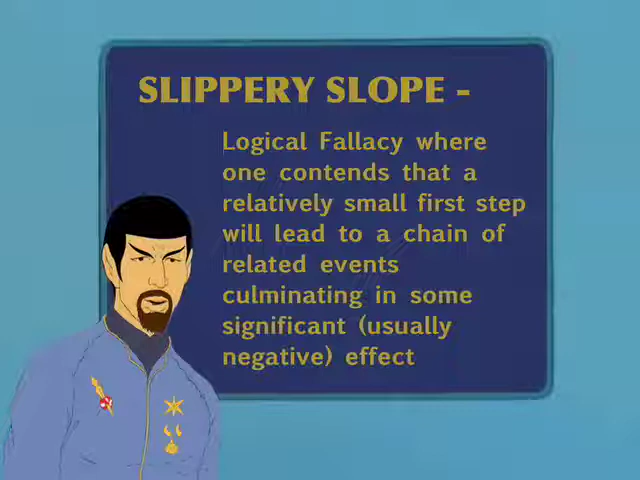 SLIPPERY SLOPE -
Logical Fallacy where
one contends that a
relatively small first step
will lead to a chain of
related events
culminating in some
significant (usually
negative) effect